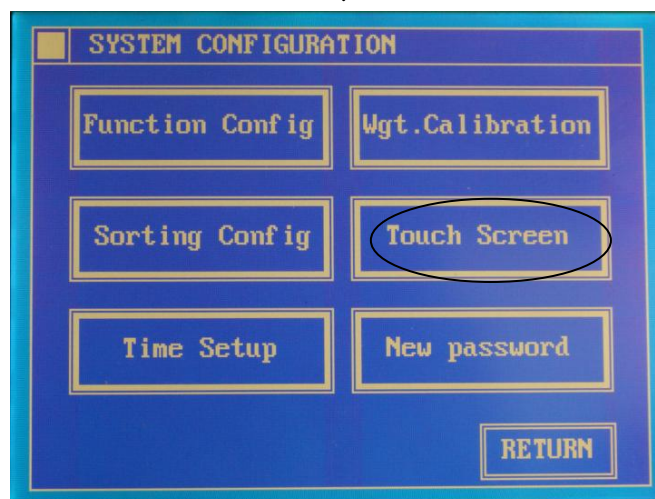 SYSTEM CONFIGURATION
Function Config
Wgt.Calibration
Sorting Config
Touch Screen
Time Setup
New password
RETURN